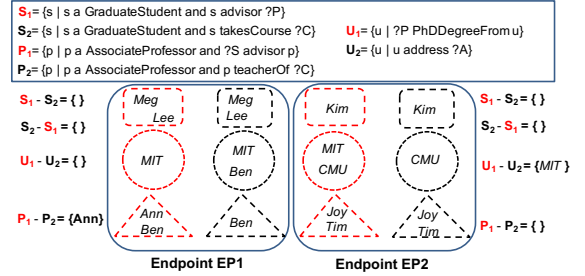 S1= {s | s a GraduateStudent and s advisor ?P}
S2= {s | s a GraduateStudent and s takesCourse ?C}
P1= {p | p a AssociateProfessor and ?S advisor p}
P2= {p | p a AssociateProfessor and p teacherOf ?C}
U1= {u | ?P PhDDegreeFrom u}
U2= {u | u address ?A}
S1 - S2= { }
S2 - S1= { }
U1 - U2= { }
P1 - P2= {Ann}
Meg
Lee
Meg
Lee
MIT
MIT
Ben
Ann
Ben
Ben
Endpoint EP1
Kim
Kim
MIT
CMU
CMU
Joy
Tim
Joy
Tim
Endpoint EP2
S1 - S2= { }
S2 - S1= { }
U1 - U2= {MIT }
P1 - P2= { }